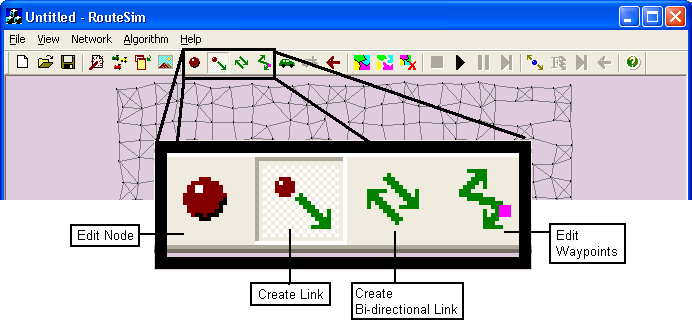 Untitled - RouteSim
File View Network Algorithm Help
Edit Node
Create Link
Create
Bi-directional Link
Edit
Waypoints